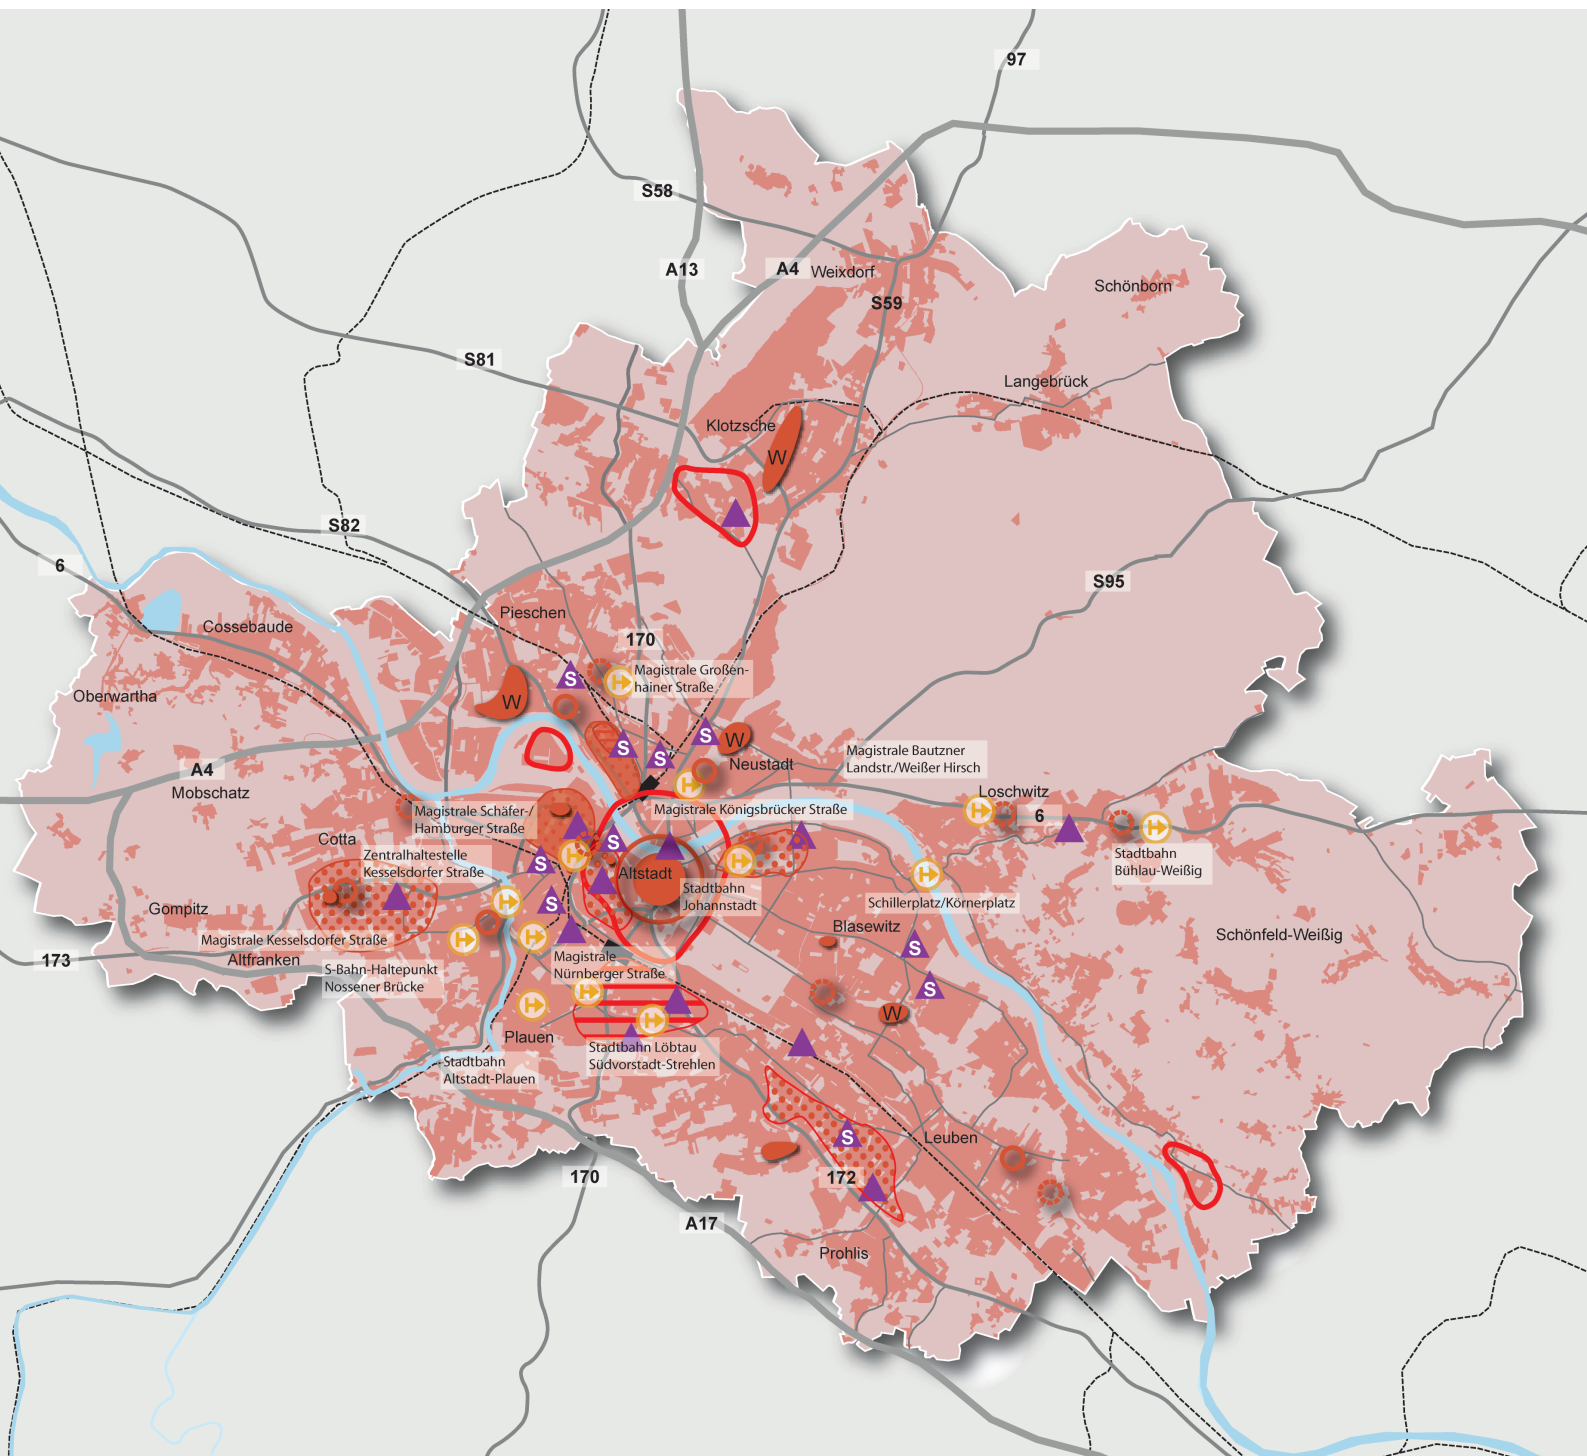 97
S58
A13
A4
Weixdorf
Schönborn
S59
S81
Langebrück
Klotzsche
W
S82
6
S95
Pieschen
Cossebaude
170
S
Magistrale Großen-
hainer Straße
Oberwartha
W
S
S
S
W
Neustadt
Magistrale Bautzner
Landstr./Weißer Hirsch
A4
Mobschatz
Loschwitz
6
Magistrale Königsbrücker Straße
Magistrale Schäfer-/
Hamburger Straße
Cotta
S
Zentralhaltestelle
Kesselsdorfer Straße
S
Altstadt
Stadtbahn
Johannstadt
Stadtbahn
Bühlau-Weißig
Schillerplatz/Körnerplatz
S
Gompitz
Blasewitz
Schönfeld-Weißig
S
Magistrale Kesselsdorfer Straße
Altfranken
173
Magistrale
Nürnberger Straße
S-Bahn-Haltepunkt
Nossener Brücke
S
W
Plauen
Stadtbahn Löbtau
Südvorstadt-Strehlen
Stadtbahn
Altstadt-Plauen
S
Leuben
170
172
A17
Prohlis